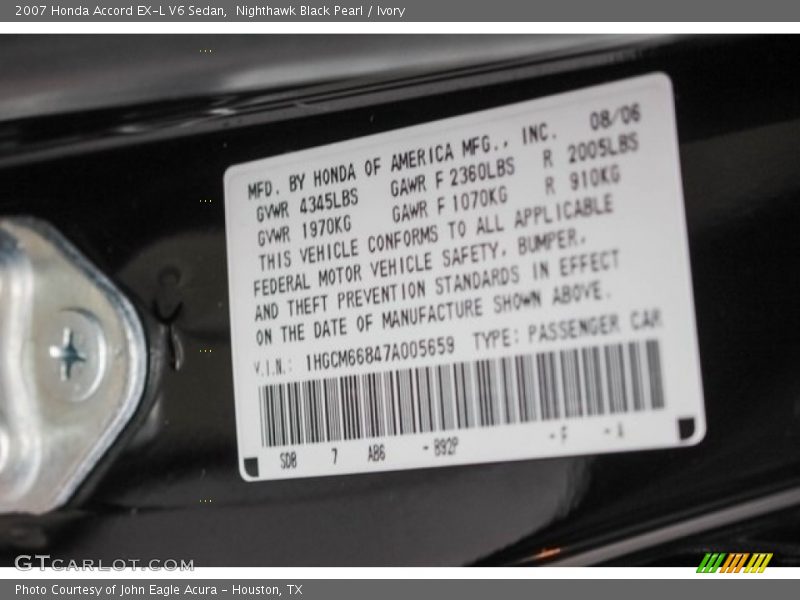 2007 Honda Accord EX-L V6 Sedan,  Nighthawk Black Pearl / Ivory
MFD. BY HONDA OF AMERICA MFG., INC. 08/06
GVWR 4345LBS GAWR F 2360LBS R 2005LBS
GVWR 1970KG GAWR F 1070KG R 910KG
THIS VEHICLE CONFORMS TO ALL APPLICABLE
FEDERAL MOTOR VEHICLE SAFETY, BUMPER,
AND THEFT PREVENTION STANDARDS IN EFFECT
ON THE DATE OF MANUFACTURE SHOWN ABOVE.
V.I.N.: 1HGCM66847A005659 TYPE: PASSENGER CAR
SDB 7 AB6 -B92P -F
GTCARLOT.COM
Photo Courtesy of John Eagle Acura - Houston, TX